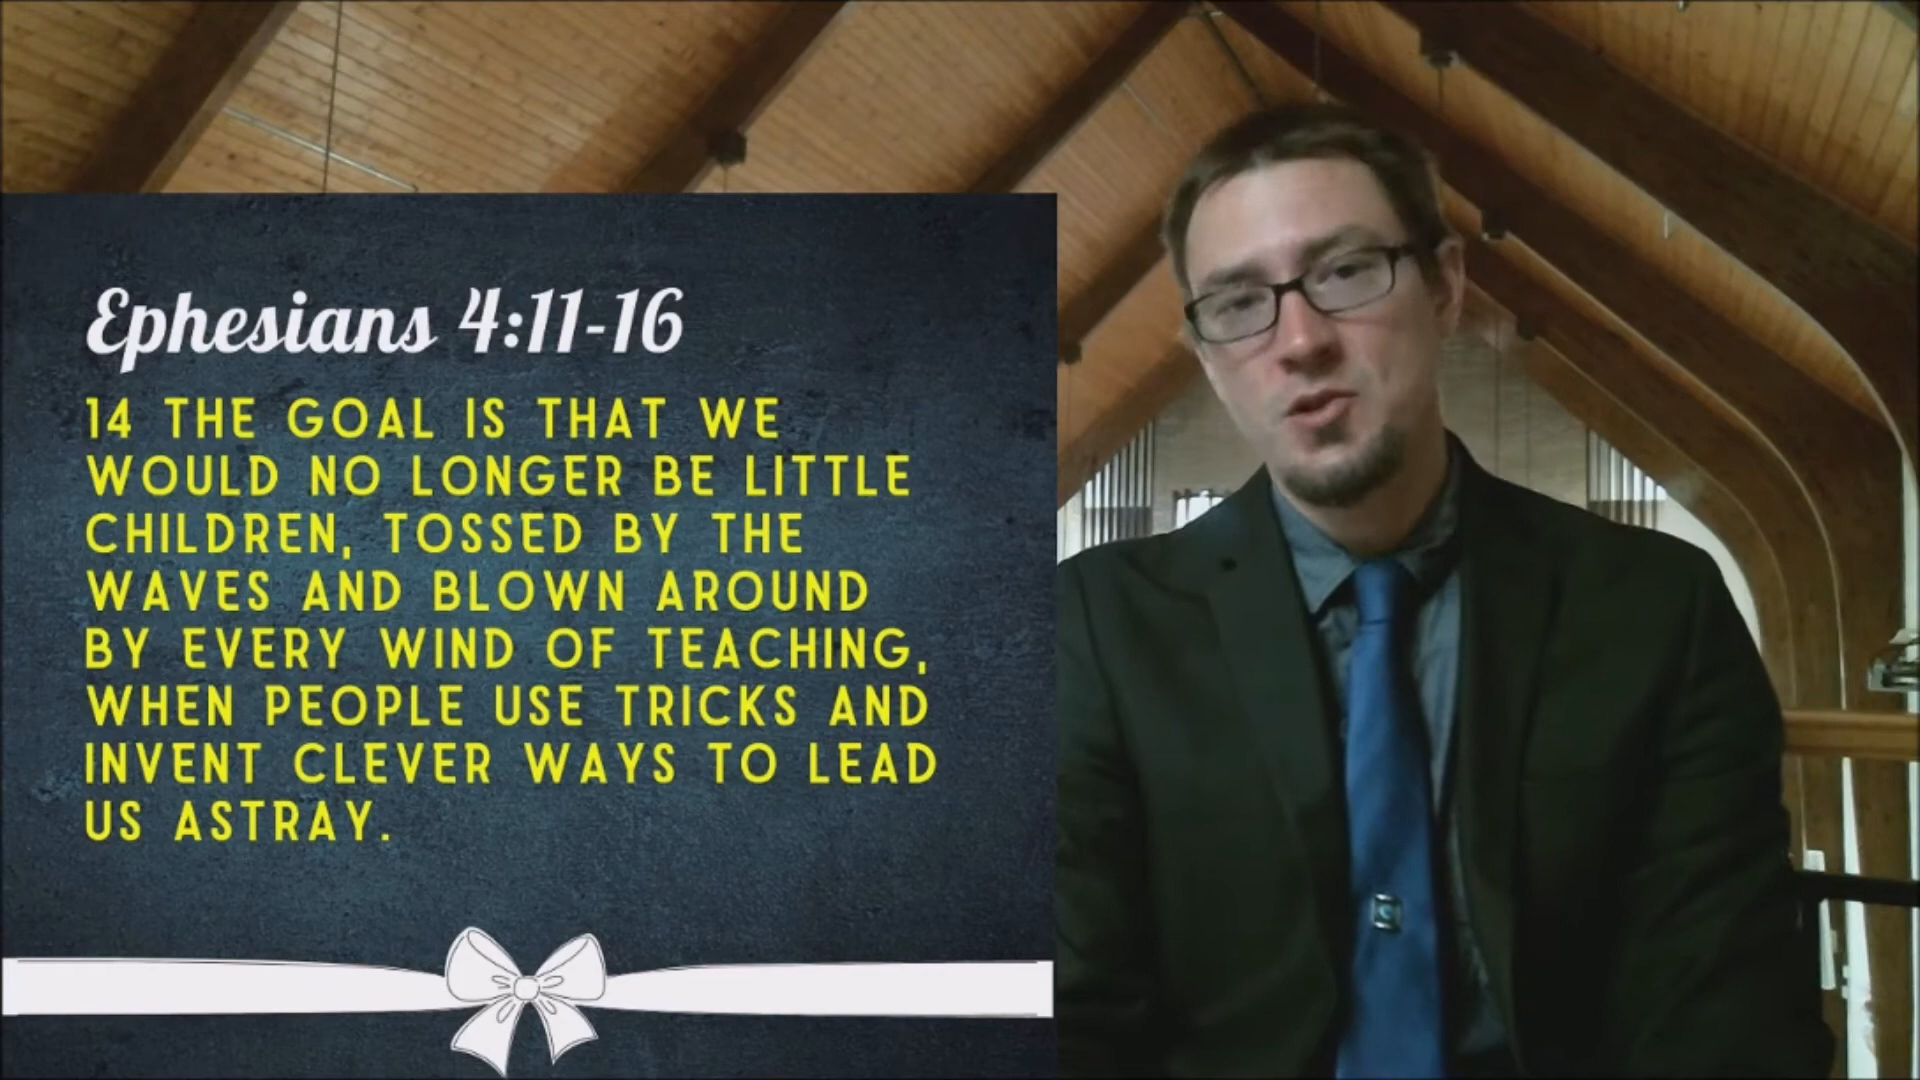 Ephesians 4:11-16
14 THE GOAL IS THAT WE
WOULD NO LONGER BE LITTLE
CHILDREN, TOSSED BY THE
WAVES AND BLOWN AROUND
BY EVERY WIND OF TEACHING,
WHEN PEOPLE USE TRICKS AND
INVENT CLEVER WAYS TO LEAD
US ASTRAY.